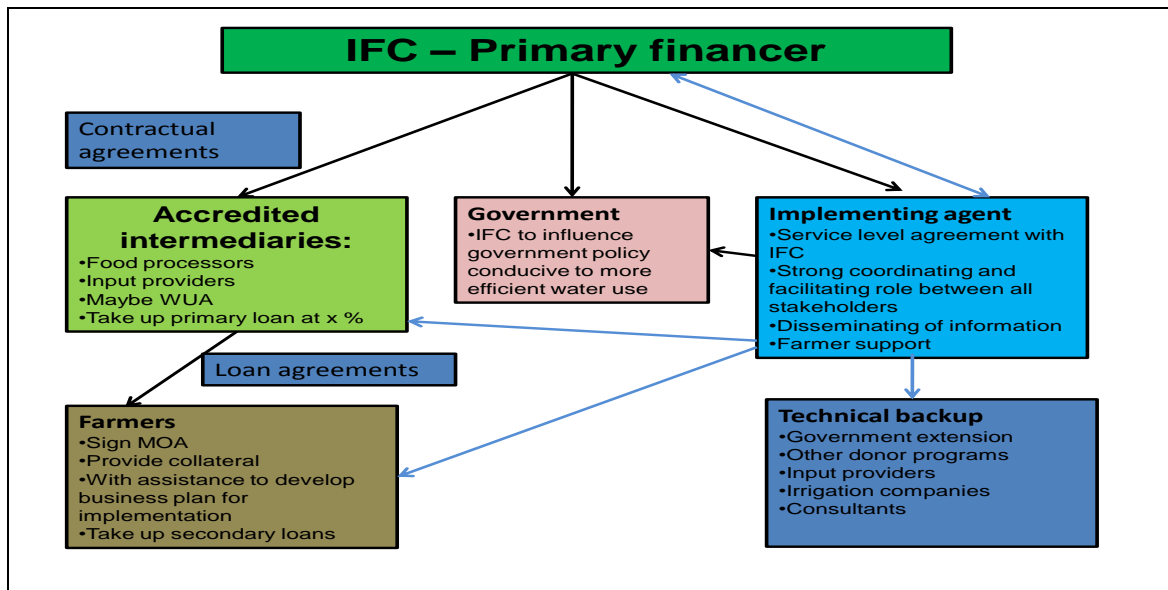 IFC – Primary financer
Contractual
agreements
Accredited
intermediaries:
•Food processors
•Input providers
•Maybe WUA
•Take up primary loan at x %
Government
•IFC to influence
government policy
conducive to more
efficient water use
Implementing agent
•Service level agreement with
IFC
•Strong coordinating and
facilitating role between all
stakeholders
•Disseminating of information
•Farmer support
Loan agreements
Farmers
•Sign MOA
•Provide collateral
•With assistance to develop
business plan for
implementation
•Take up secondary loans
Technical backup
•Government extension
•Other donor programs
•Input providers
•Irrigation companies
•Consultants